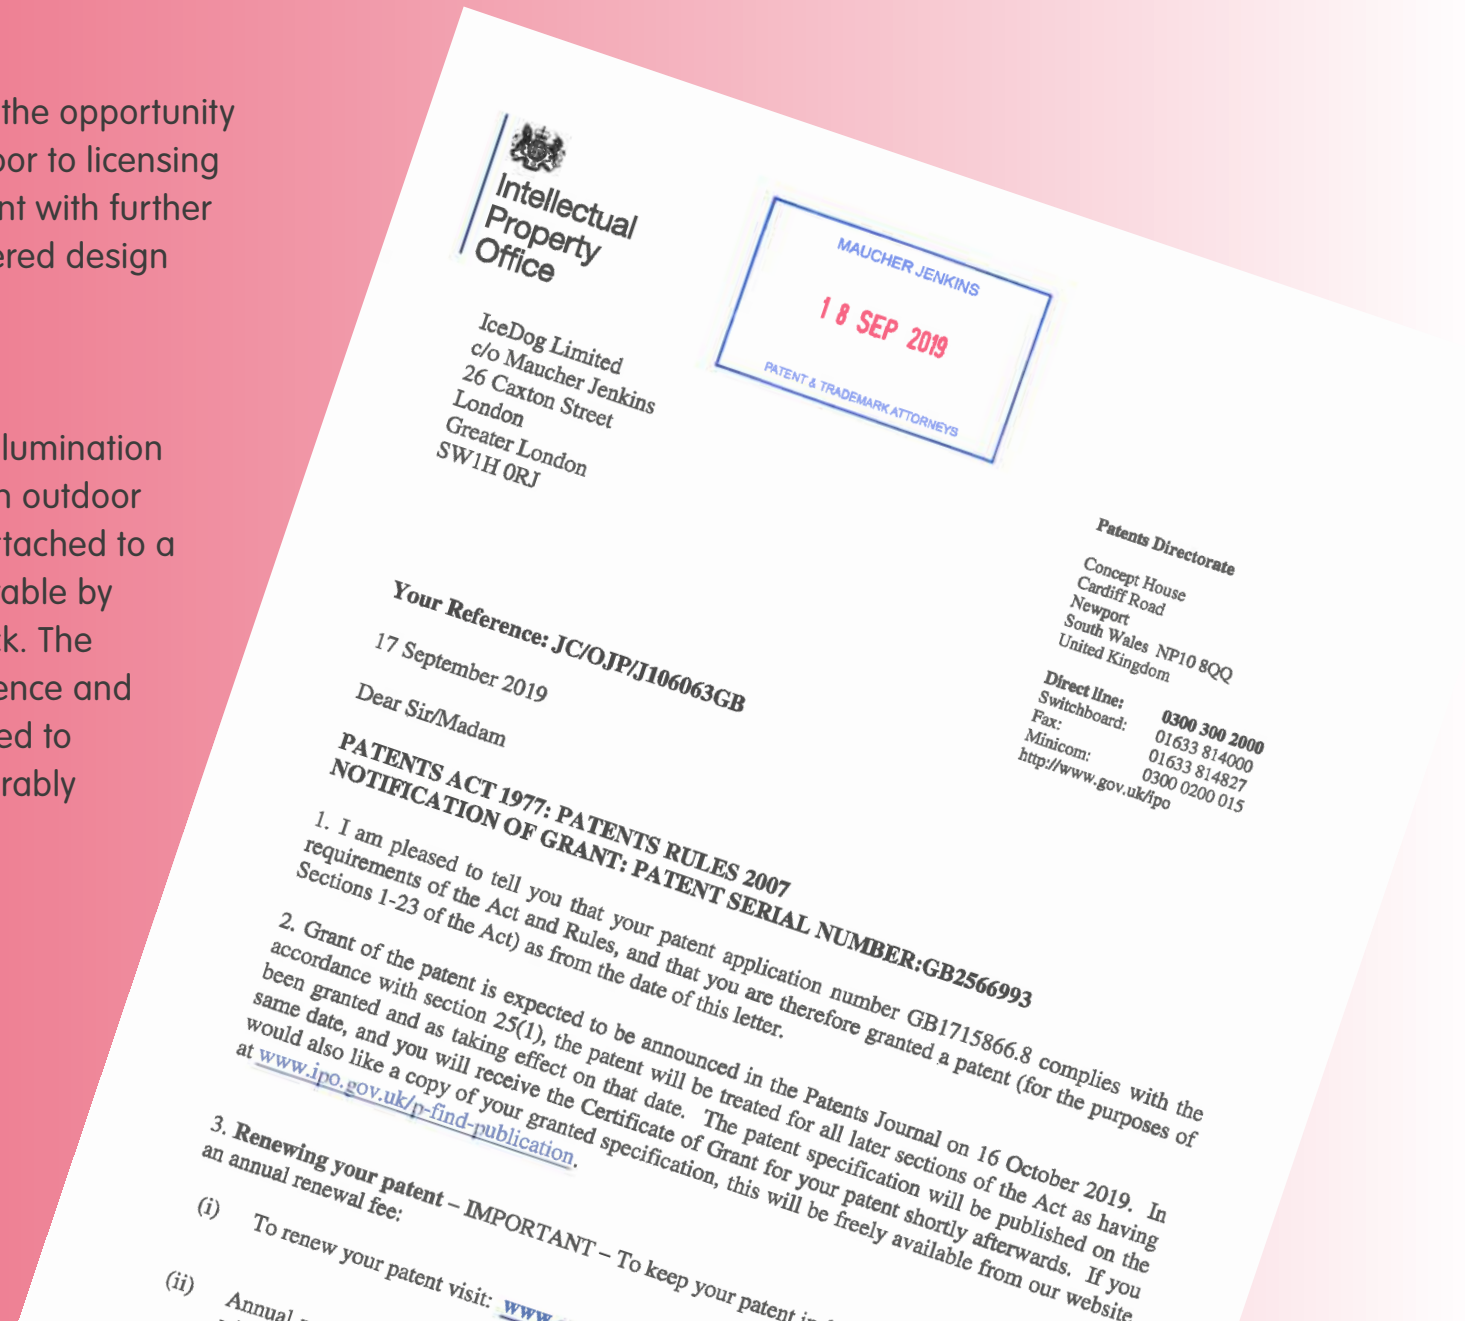 the opportunity
to licensing
with further
design
outdoor
to a
by
The
and
to
Intellectual
Property
Office
MAUCHER JENKINS
18 SEP 2019
PATENT & TRADEMARK ATTORNEYS
IceDog Limited
c/o Maucher Jenkins
26 Caxton Street
London
Greater London
SW1H 0RJ
Patents Directorate
Concept House
Cardiff Road
Newport
South Wales NP10 8QQ
United Kingdom
Direct line: 0300 300 2000
Switchboard: 01633 814000
Fax: 01633 814827
Minicom: 0300 0200 015
http://www.gov.uk/ipo
Your Reference: JC/OJP/J106063GB
17 September 2019
Dear Sir/Madam
PATENTS ACT 1977: PATENTS RULES 2007
NOTIFICATION OF GRANT: PATENT SERIAL NUMBER:GB2566993
1. I am pleased to tell you that your patent application number GB1715866.8 complies with the
requirements of the Act and Rules, and that you are therefore granted a patent (for the purposes of
Sections 1-23 of the Act) as from the date of this letter.
2. Grant of the patent is expected to be announced in the Patents Journal on 16 October 2019. In
accordance with section 25(1), the patent will be treated for all later sections of the Act as having
been granted and as taking effect on that date. The patent specification will be published on the
same date, and you will receive the Certificate of Grant for your patent shortly afterwards. If you
would also like a copy of your granted specification, this will be freely available from our website
at www.ipo.gov.uk/p-find-publication.
3. Renewing your patent – IMPORTANT – To keep your patent in
an annual renewal fee:
(i) To renew your patent visit: www.
(ii) Annual